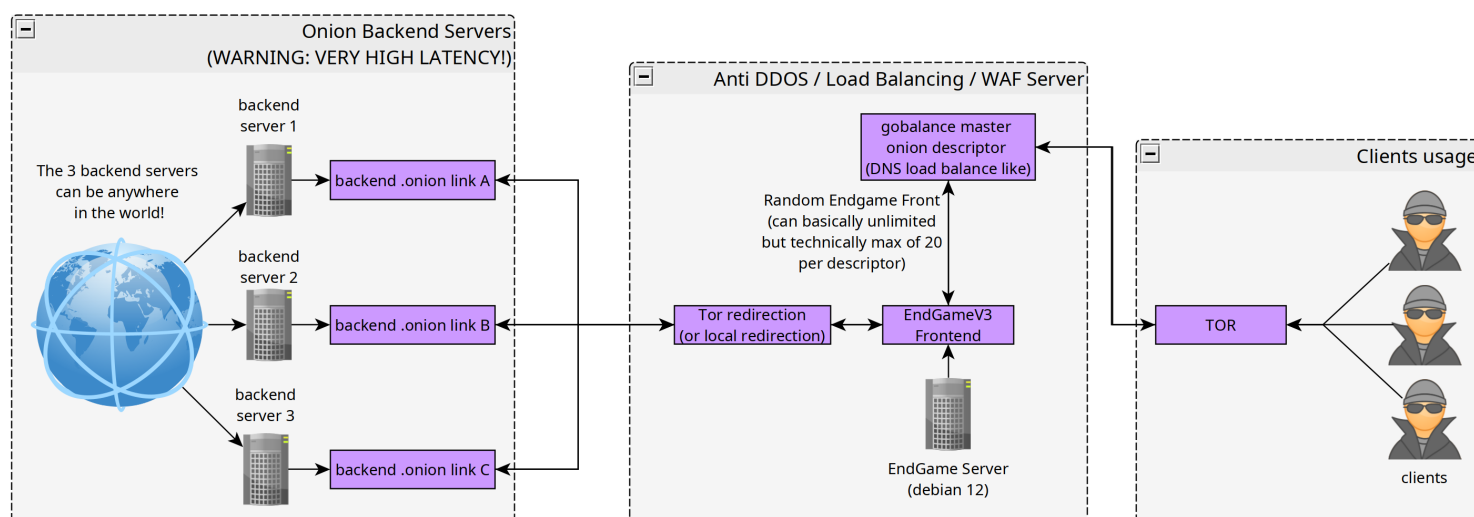 Onion Backend Servers
(WARNING: VERY HIGH LATENCY!)
backend
server 1
The 3 backend servers
can be anywhere
in the world!
backend .onion link A
backend
server 2
backend .onion link B
backend
server 3
backend .onion link C
Anti DDOS / Load Balancing / WAF Server
gobalance master
onion descriptor
(DNS load balance like)
Random Endgame Front
(can basically unlimited
but technically max of 20
per descriptor)
Tor redirection
(or local redirection)
EndGameV3
Frontend
EndGame Server
(debian 12)
Clients usage
TOR
clients